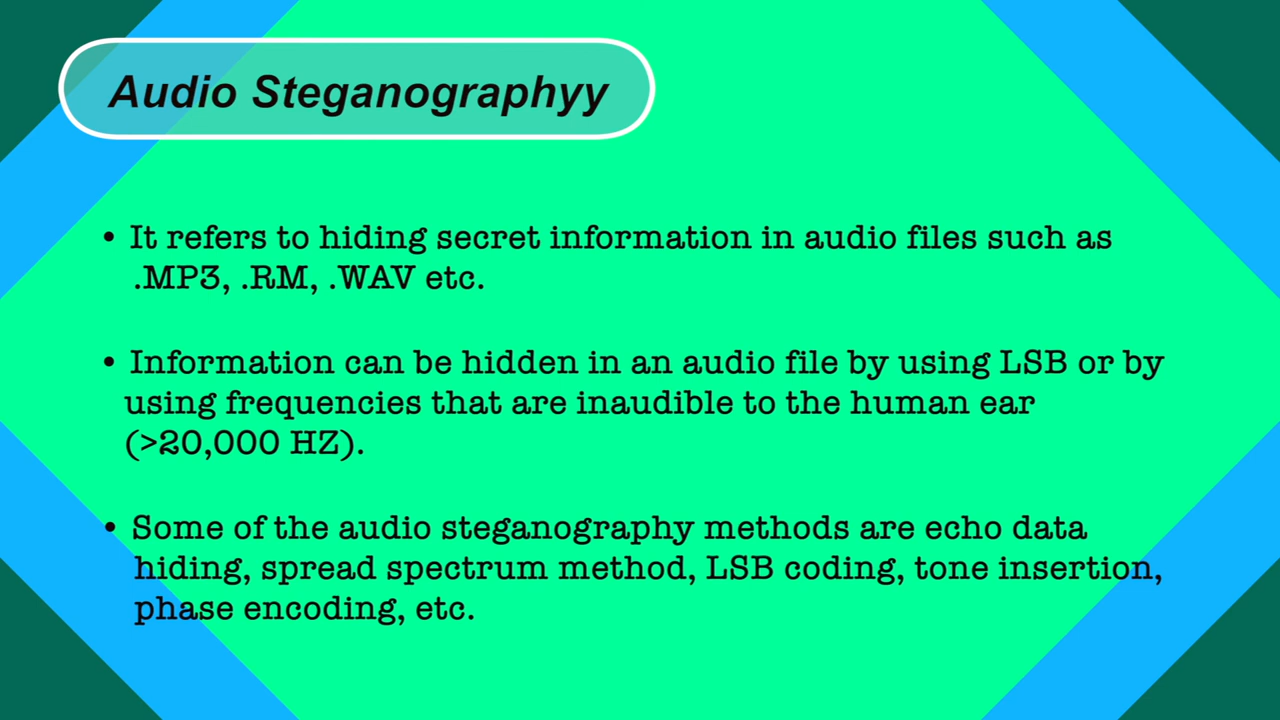 Audio Steganographyy
• It refers to hiding secret information in audio files such as
.MP3, .RM, .WAV etc.
• Information can be hidden in an audio file by using LSB or by
using frequencies that are inaudible to the human ear
(>20,000 HZ).
• Some of the audio steganography methods are echo data
hiding, spread spectrum method, LSB coding, tone insertion,
phase encoding, etc.